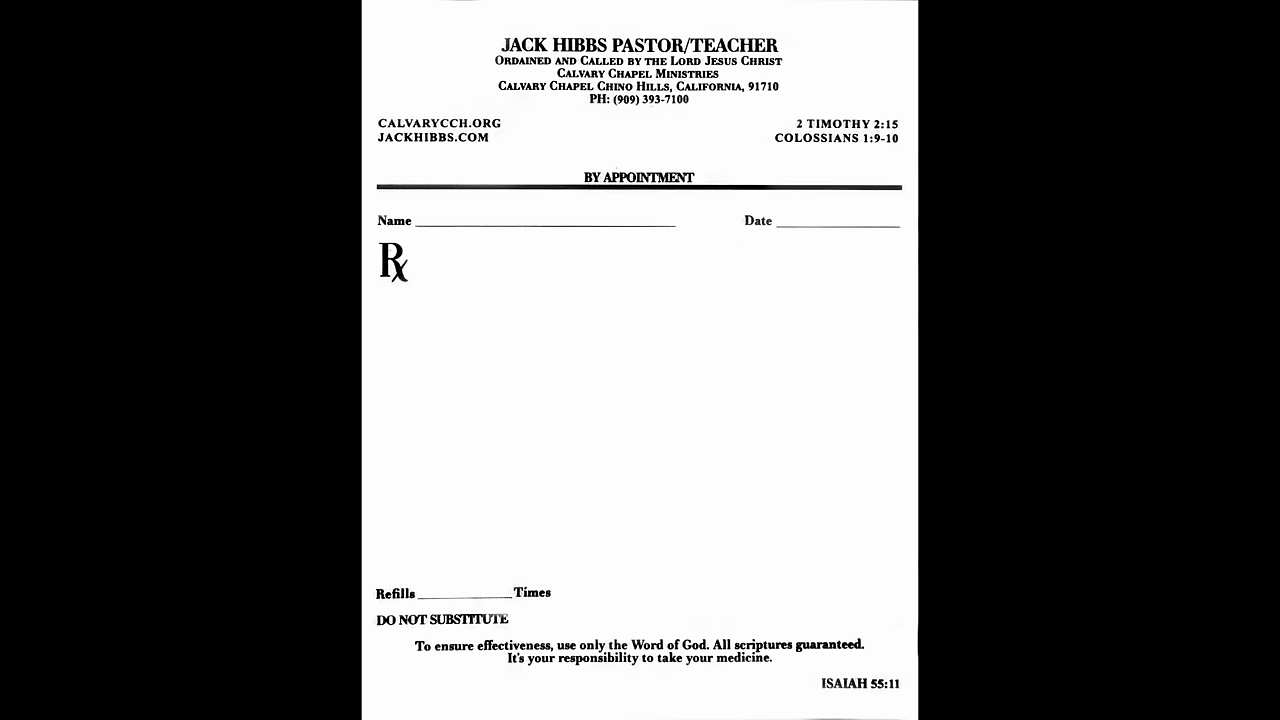 JACK HIBBS PASTOR/TEACHER
ORDAINED AND CALLED BY THE LORD JESUS CHRIST
CALVARY CHAPEL MINISTRIES
CALVARY CHAPEL CHINO HILLS, CALIFORNIA, 91710
PH: (909) 393-7100
CALVARYCCH.ORG 2 TIMOTHY 2:15
JACKHIBBS.COM COLOSSIANS 1:9-10
BY APPOINTMENT
Name ____________ Date ____________
℞
Refills ____________ Times
DO NOT SUBSTITUTE
To ensure effectiveness, use only the Word of God. All scriptures guaranteed.
It's your responsibility to take your medicine.
ISAIAH 55:11